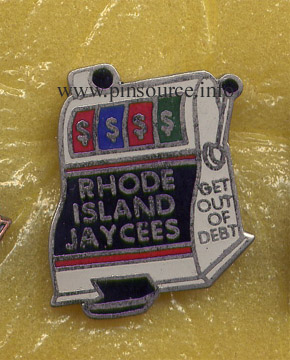 www.pinsource.info
$ $ $ $
RHODE
ISLAND
JAYCEES
GET
OUT
OF
DEBT